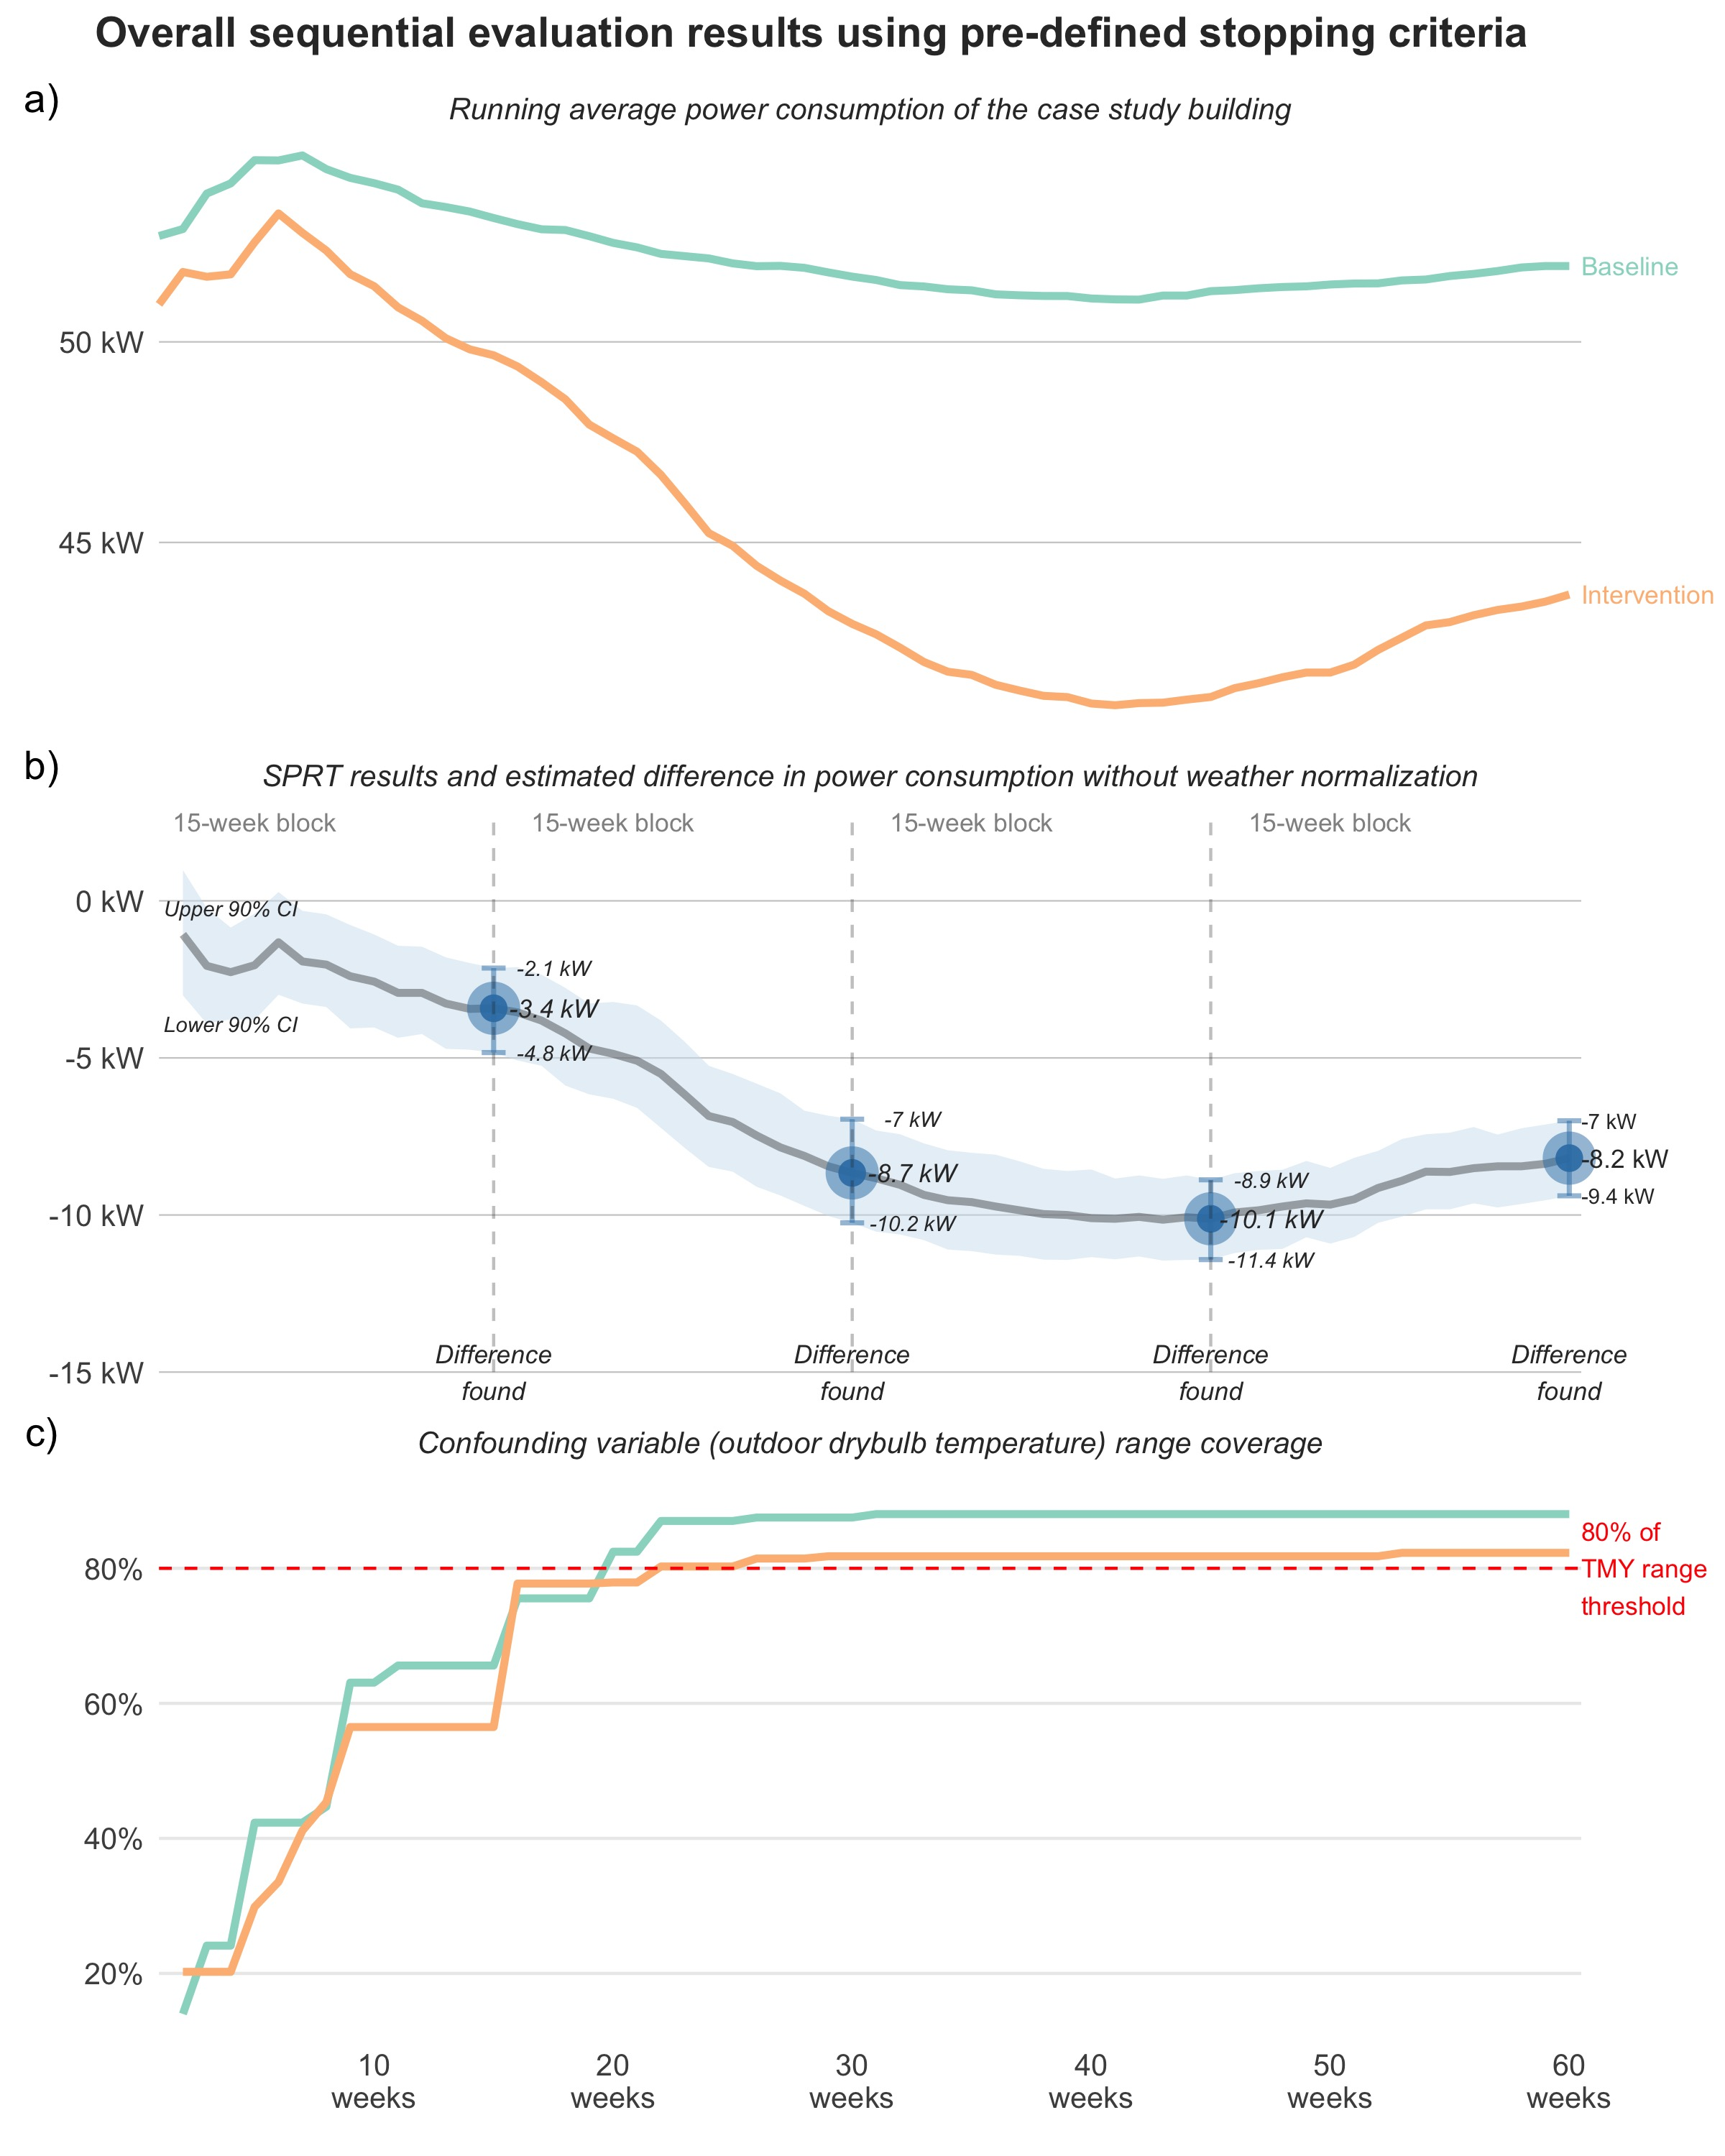 Overall sequential evaluation results using pre-defined stopping criteria
a)
Running average power consumption of the case study building
Baseline
50 kW
45 kW
Intervention
b)
SPRT results and estimated difference in power consumption without weather normalization
15-week block
15-week block
15-week block
15-week block
0 kW
Upper 90% CI
-2.1 kW
-3.4 kW
Lower 90% CI
-4.8 kW
-5 kW
-7 kW
-7 kW
-8.7 kW
-8.2 kW
-8.9 kW
-9.4 kW
-10 kW
-10.1 kW
-10.2 kW
-11.4 kW
-15 kW
Difference
found
Difference
found
Difference
found
Difference
found
c)
Confounding variable (outdoor drybulb temperature) range coverage
80% of
TMY range
threshold
80%
60%
40%
20%
10
weeks
20
weeks
30
weeks
40
weeks
50
weeks
60
weeks